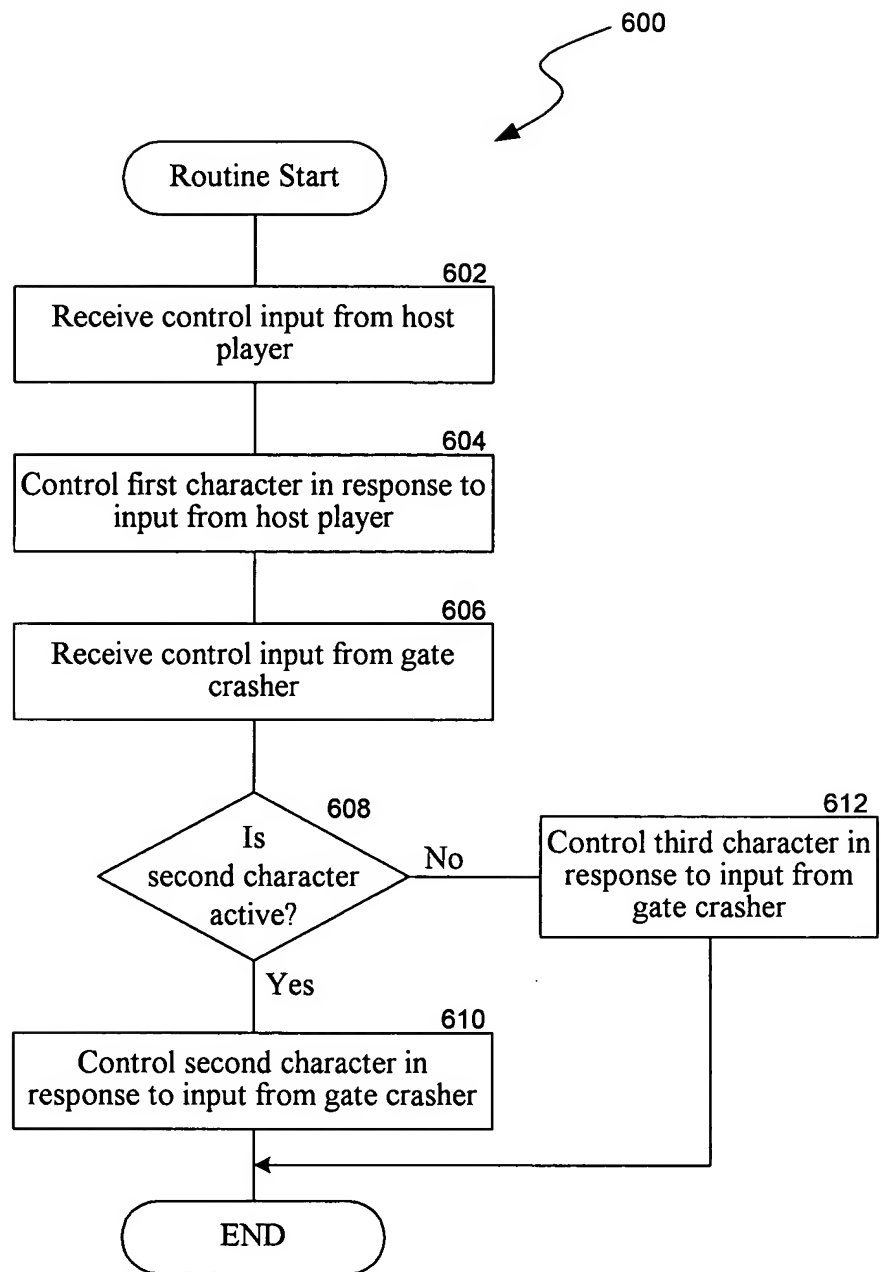 600
Routine Start
602
Receive control input from host
player
604
Control first character in response to
input from host player
606
Receive control input from gate
crasher
608
Is
second character
active?
No
612
Control third character in
response to input from
gate crasher
Yes
610
Control second character in
response to input from gate crasher
END